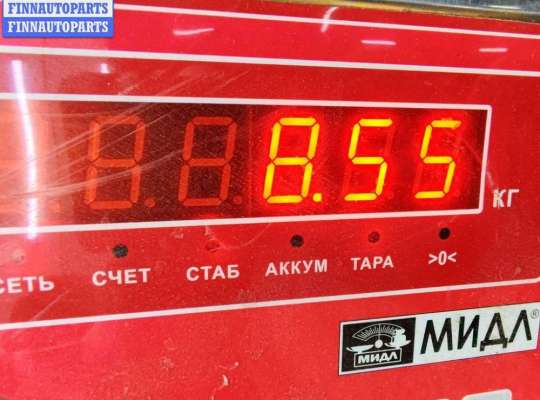 FINNAUTOPARTS
FINNAUTOPARTS
8.55
КГ
СЕТЬ СЧЕТ СТАБ АККУМ ТАРА >0<
МИДЛ МИДЛ®